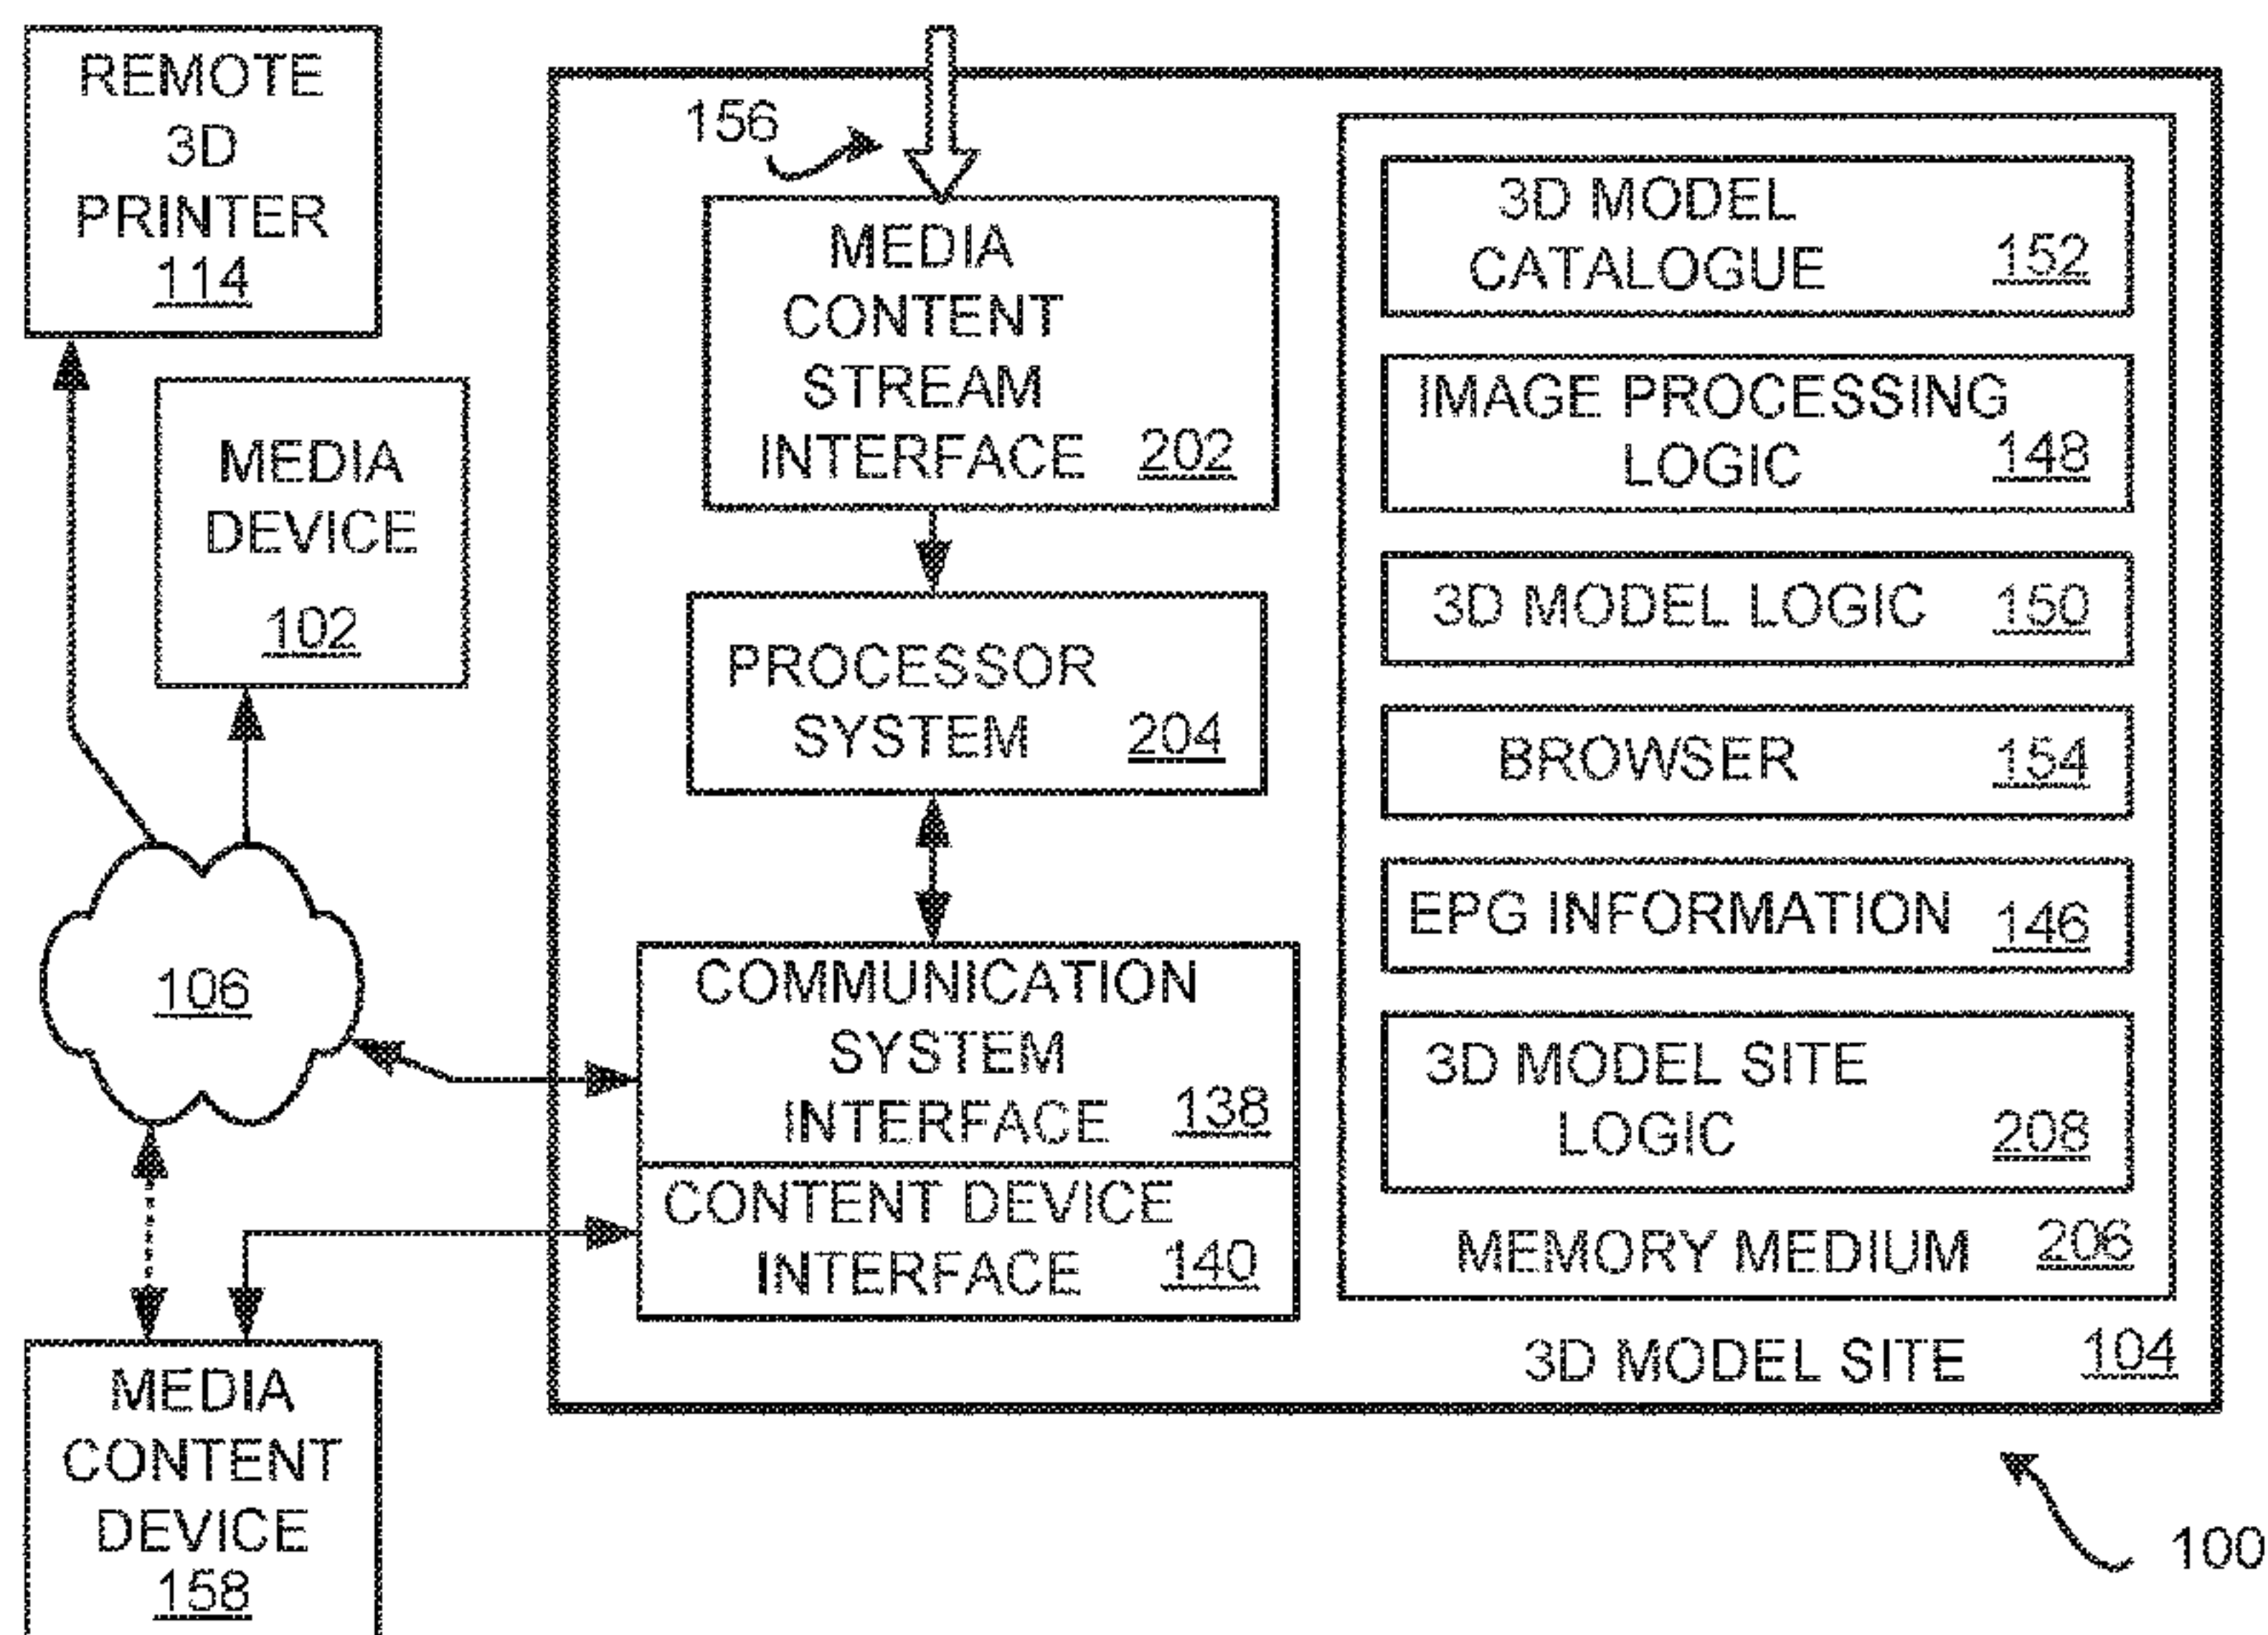 REMOTE
3D
PRINTER
114
MEDIA
DEVICE
102
106
MEDIA
CONTENT
DEVICE
158
156
MEDIA
CONTENT
STREAM
INTERFACE 202
PROCESSOR
SYSTEM 204
COMMUNICATION
SYSTEM
INTERFACE 138
CONTENT DEVICE
INTERFACE 140
3D MODEL
CATALOGUE 152
IMAGE PROCESSING
LOGIC 148
3D MODEL LOGIC 150
BROWSER 154
EPG INFORMATION 146
3D MODEL SITE
LOGIC 208
MEMORY MEDIUM 206
3D MODEL SITE 104
100